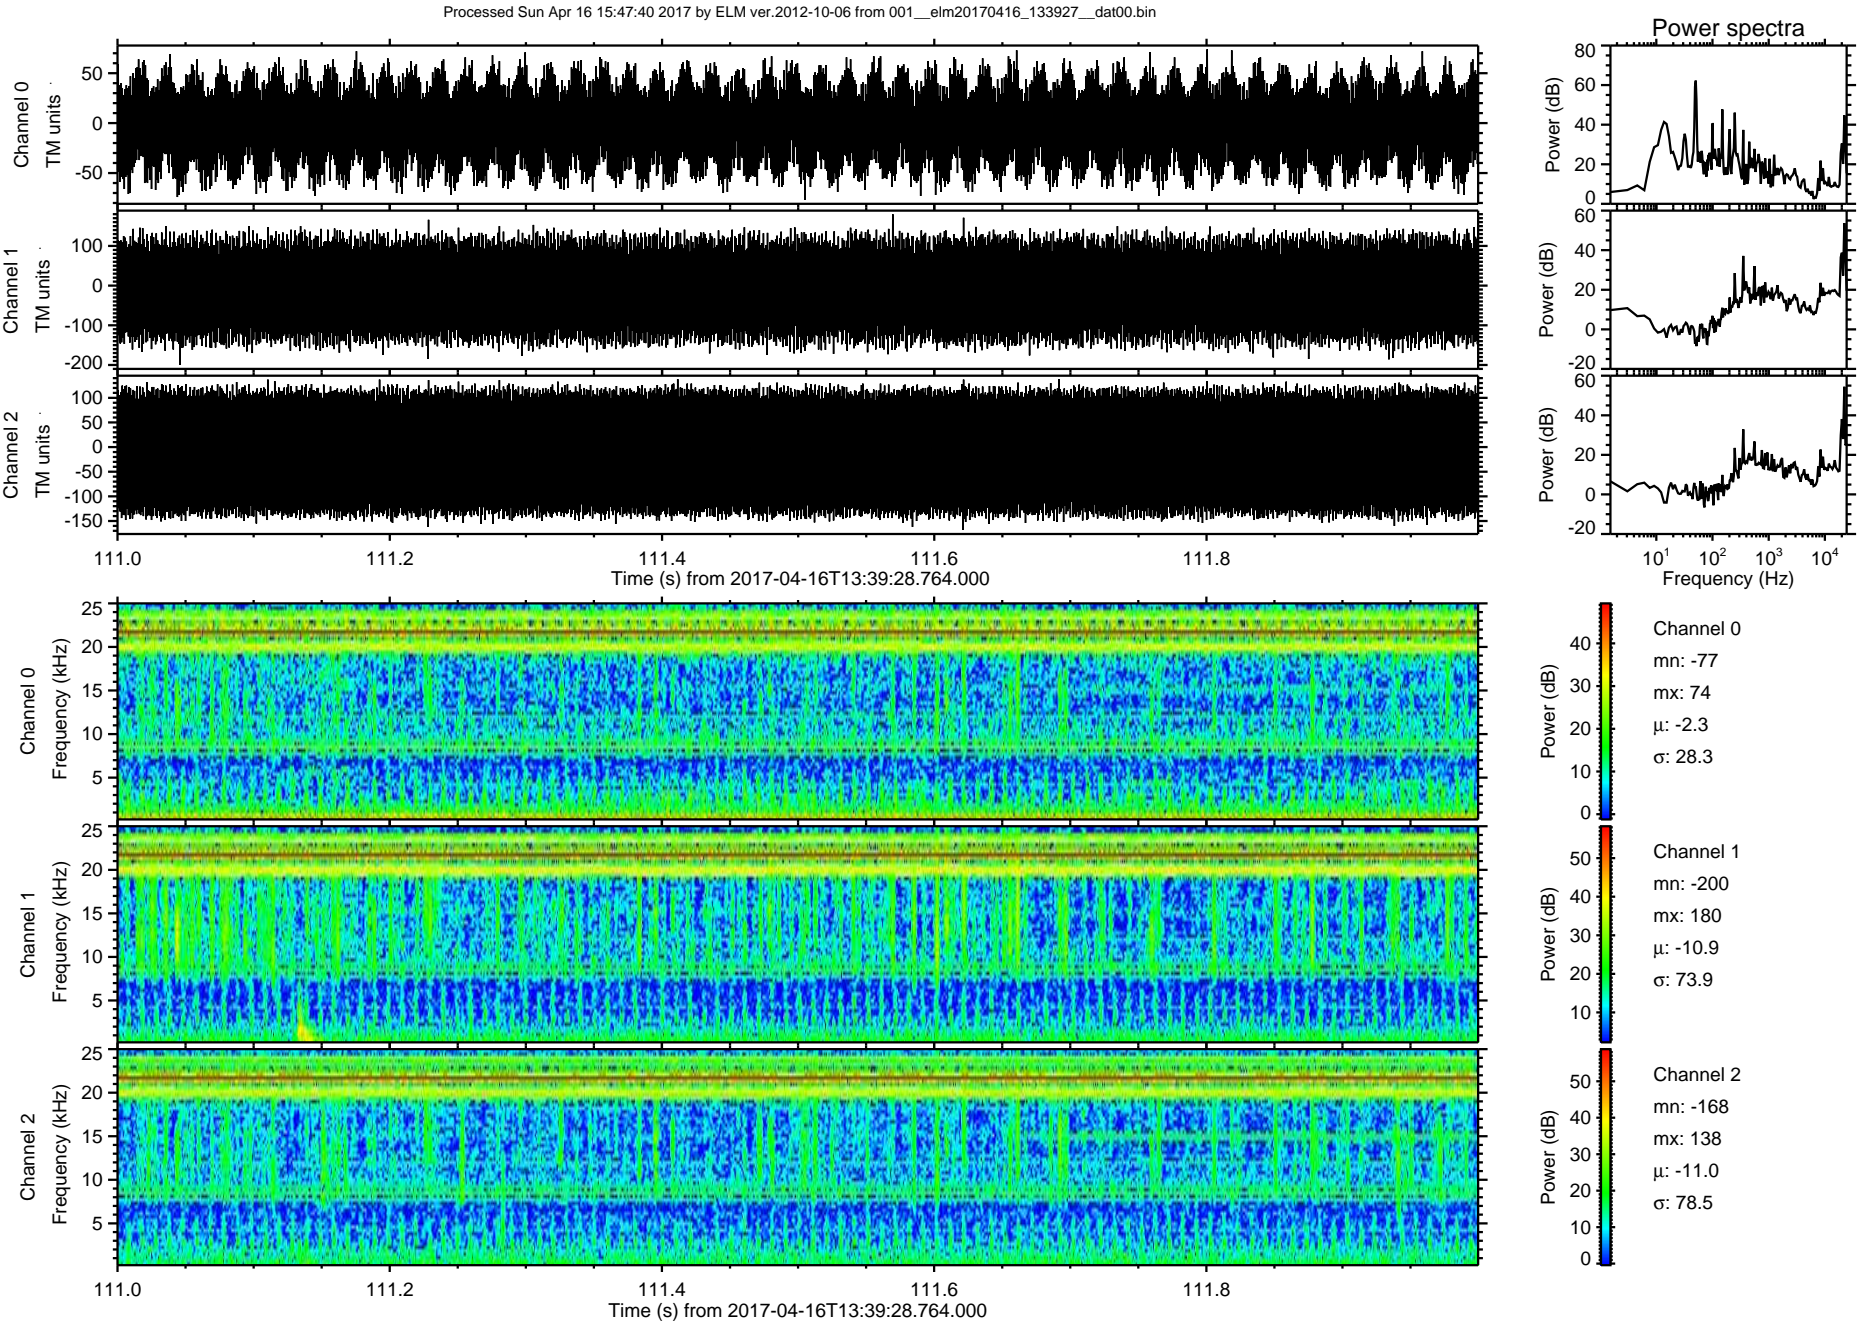 Processed Sun Apr 16 15:47:40 2017 by ELM ver.2012-10-06 from 001__elm20170416_133927__dat00.bin
Power spectra
Channel 0
TM units
50
0
-50
Power (dB)
80
60
40
20
0
Channel 1
TM units
100
0
-100
-200
Power (dB)
60
40
20
0
-20
Channel 2
TM units
100
50
0
-50
-100
-150
Power (dB)
60
40
20
0
-20
111.0 111.2 111.4 111.6 111.8
Time (s) from 2017-04-16T13:39:28.764.000
10^1 10^2 10^3 10^4
Frequency (Hz)
Channel 0
Frequency (kHz)
25
20
15
10
5
Power (dB)
40
30
20
10
0
Channel 0
mn: -77
mx: 74
μ: -2.3
σ: 28.3
Channel 1
Frequency (kHz)
25
20
15
10
5
Power (dB)
50
40
30
20
10
Channel 1
mn: -200
mx: 180
μ: -10.9
σ: 73.9
Channel 2
Frequency (kHz)
25
20
15
10
5
Power (dB)
50
40
30
20
10
0
Channel 2
mn: -168
mx: 138
μ: -11.0
σ: 78.5
111.0 111.2 111.4 111.6 111.8
Time (s) from 2017-04-16T13:39:28.764.000